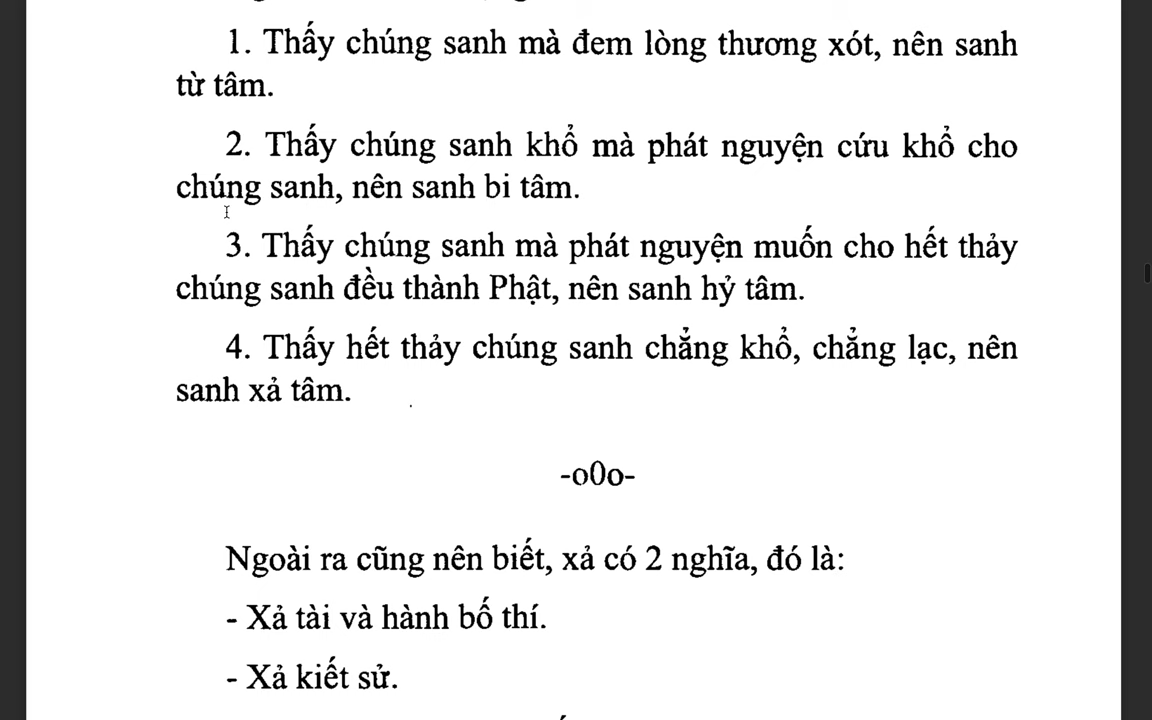 1. Thấy chúng sanh mà đem lòng thương xót, nên sanh
từ tâm.
2. Thấy chúng sanh khổ mà phát nguyện cứu khổ cho
chúng sanh, nên sanh bi tâm.
3. Thấy chúng sanh mà phát nguyện muốn cho hết thảy
chúng sanh đều thành Phật, nên sanh hỷ tâm.
4. Thấy hết thảy chúng sanh chẳng khổ, chẳng lạc, nên
sanh xả tâm.
-o0o-
Ngoài ra cũng nên biết, xả có 2 nghĩa, đó là:
- Xả tài và hành bố thí.
- Xả kiết sử.